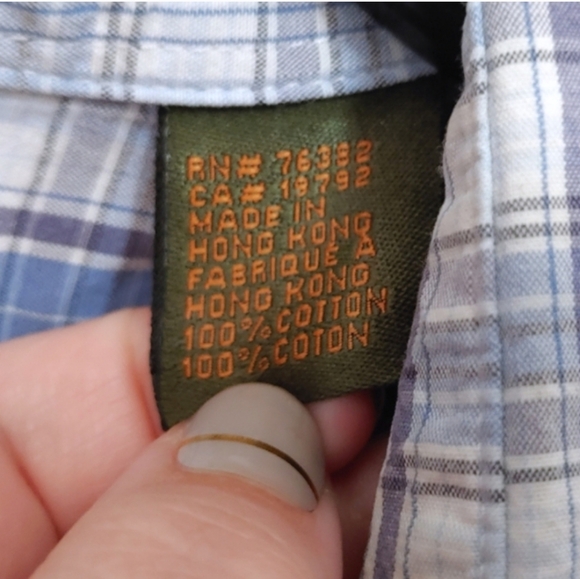 RN# 76382
CA# 19792
MADE IN
HONG KONG
FABRIQUÉ A
HONG KONG
100% COTTON
100% COTON